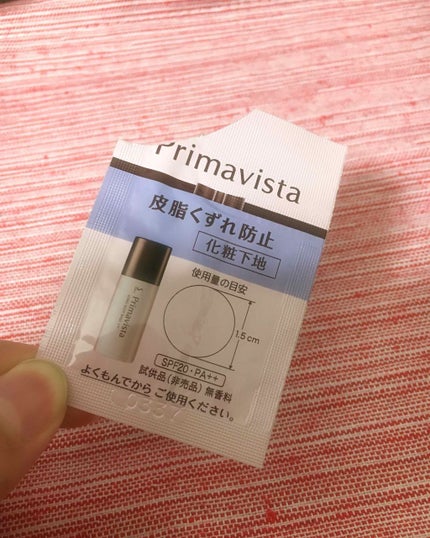 Primavista
皮脂くずれ防止
化粧下地
使用量の目安
1.5cm
Primavista
SPF20・PA++
試供品（非売品）無香料
よくもんでから ご使用ください。